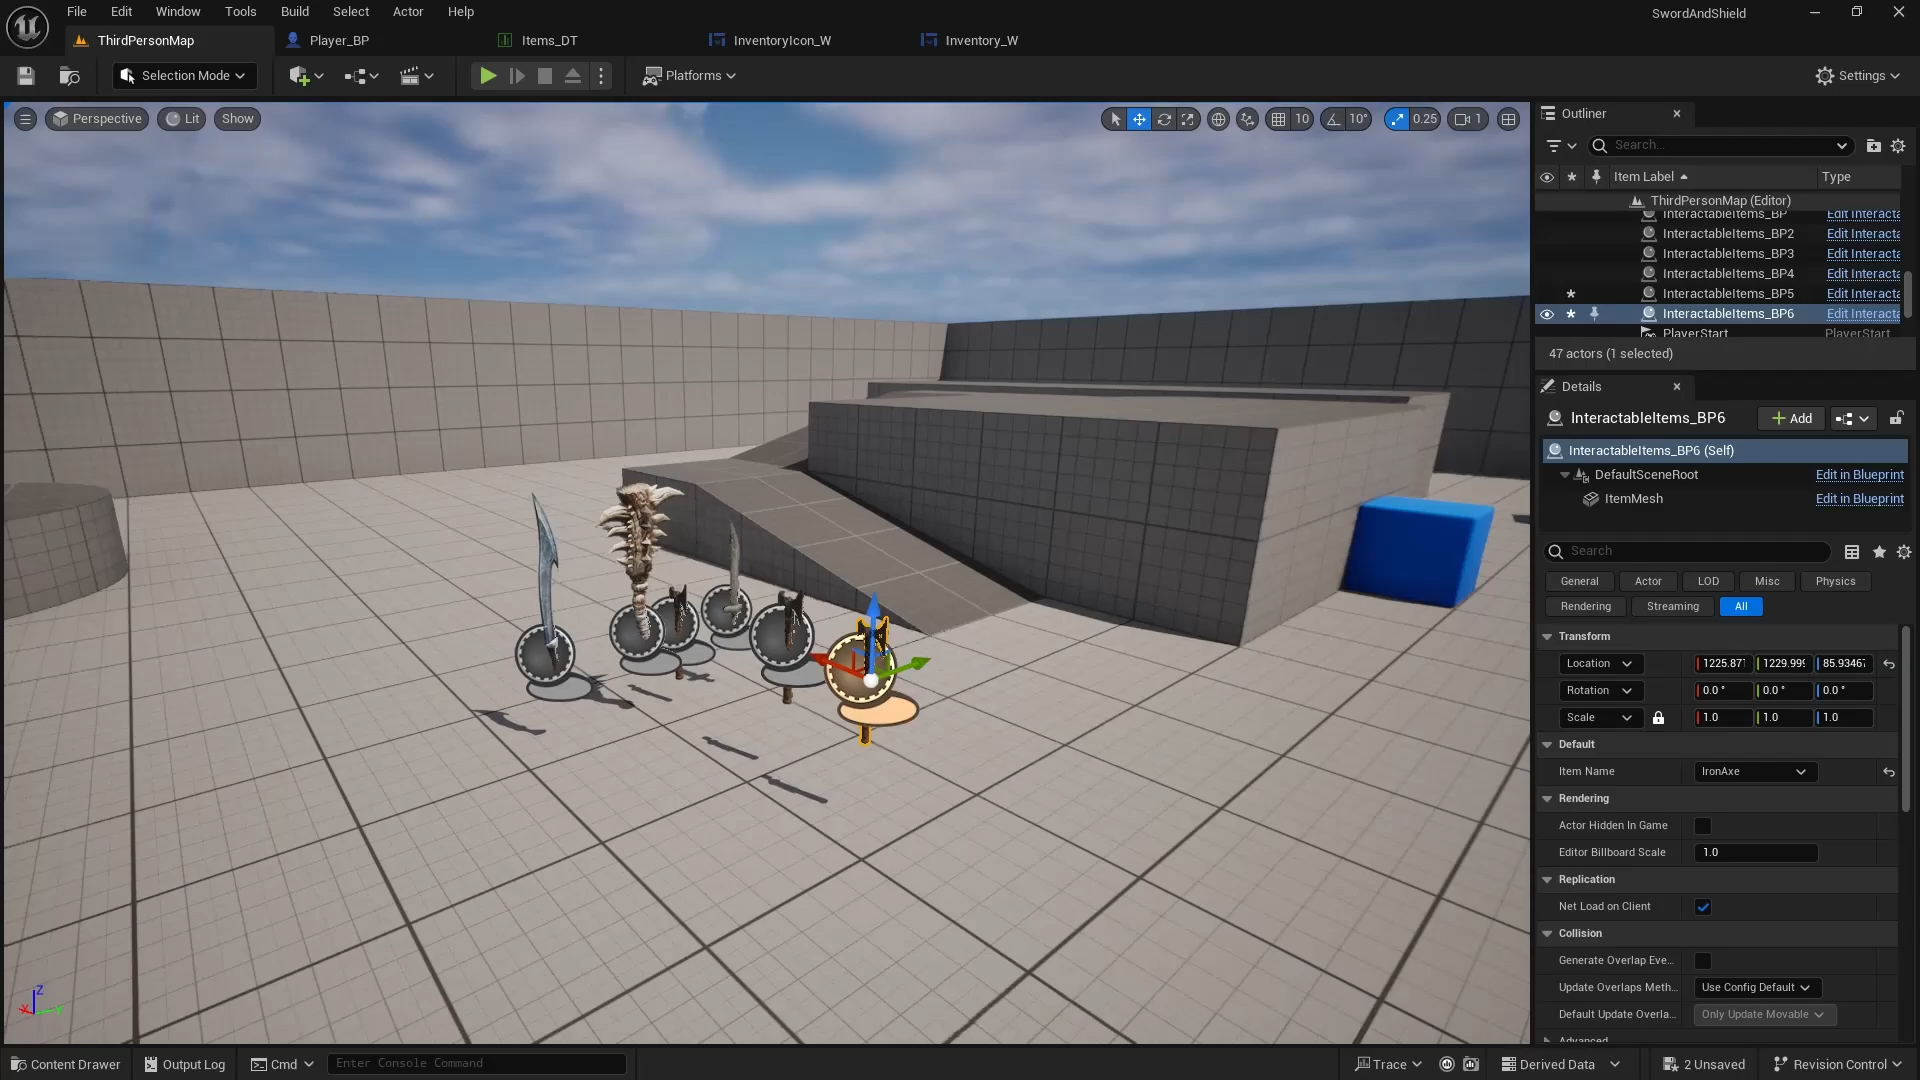 File Edit Window Tools Build Select Actor Help
SwordAndShield
ThirdPersonMap
Player_BP
Items_DT
InventoryIcon_W
Inventory_W
Selection Mode
Platforms
Settings
Perspective
Lit
Show
10
10°
0.25
1
Outliner
Search...
Item Label
Type
ThirdPersonMap (Editor)
InteractableItems_BP Edit Interacta
InteractableItems_BP2 Edit Interacta
InteractableItems_BP3 Edit Interacta
InteractableItems_BP4 Edit Interacta
InteractableItems_BP5 Edit Interacta
InteractableItems_BP6 Edit Interacta
PlayerStart PlayerStart
47 actors (1 selected)
Details
InteractableItems_BP6
Add
InteractableItems_BP6 (Self)
DefaultSceneRoot Edit in Blueprint
ItemMesh Edit in Blueprint
Search
General Actor LOD Misc Physics
Rendering Streaming All
Transform
Location 1225.871 1229.999 85.93467
Rotation 0.0 ° 0.0 ° 0.0 °
Scale 1.0 1.0 1.0
Default
Item Name IronAxe
Rendering
Actor Hidden In Game
Editor Billboard Scale 1.0
Replication
Net Load on Client
Collision
Generate Overlap Eve...
Update Overlaps Meth... Use Config Default
Default Update Overla... Only Update Movable
Advanced
Z
X
Y
Content Drawer
Output Log
Cmd
Enter Console Command
Trace
Derived Data
2 Unsaved
Revision Control